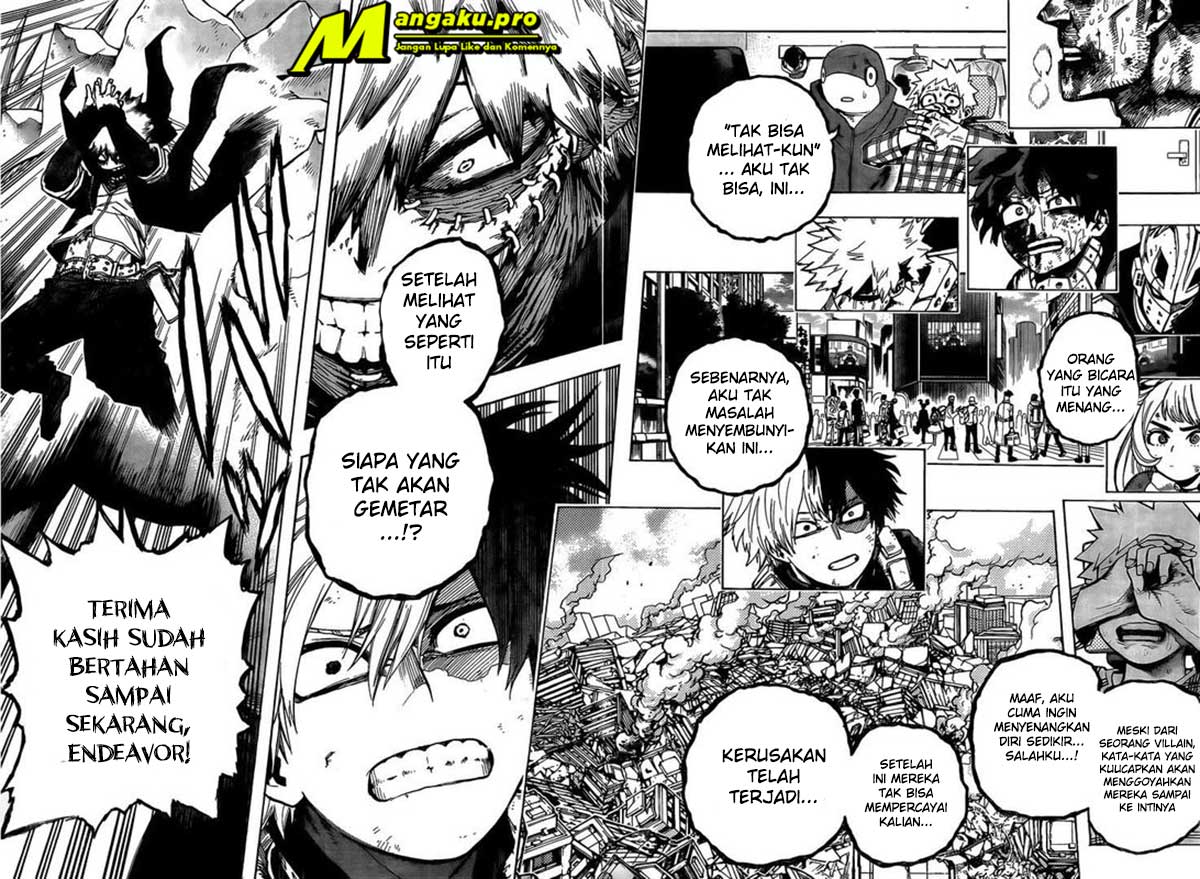 Mangaku.pro
Jangan Lupa Like dan Komennya
"TAK BISA
MELIHAT-KUN"
... AKU TAK
BISA, INI...
ORANG
YANG BICARA
ITU YANG
MENANG...
SEBENARNYA,
AKU TAK
MASALAH
MENYEMBUNYI-
KAN INI...
MESKI DARI
SEORANG VILLAIN,
KATA-KATA YANG
KUUCAPKAN AKAN
MENGGOYAHKAN
MEREKA SAMPAI
KE INTINYA
MAAF, AKU
CUMA INGIN
MENYENANGKAN
DIRI SEDIKIR...
SALAHKU...!
SETELAH
INI MEREKA
TAK BISA
MEMPERCAYAI
KALIAN...
KERUSAKAN
TELAH
TERJADI...
SETELAH
MELIHAT
YANG
SEPERTI
ITU
SIAPA YANG
TAK AKAN
GEMETAR
...!?
TERIMA
KASIH SUDAH
BERTAHAN
SAMPAI
SEKARANG,
ENDEAVOR!